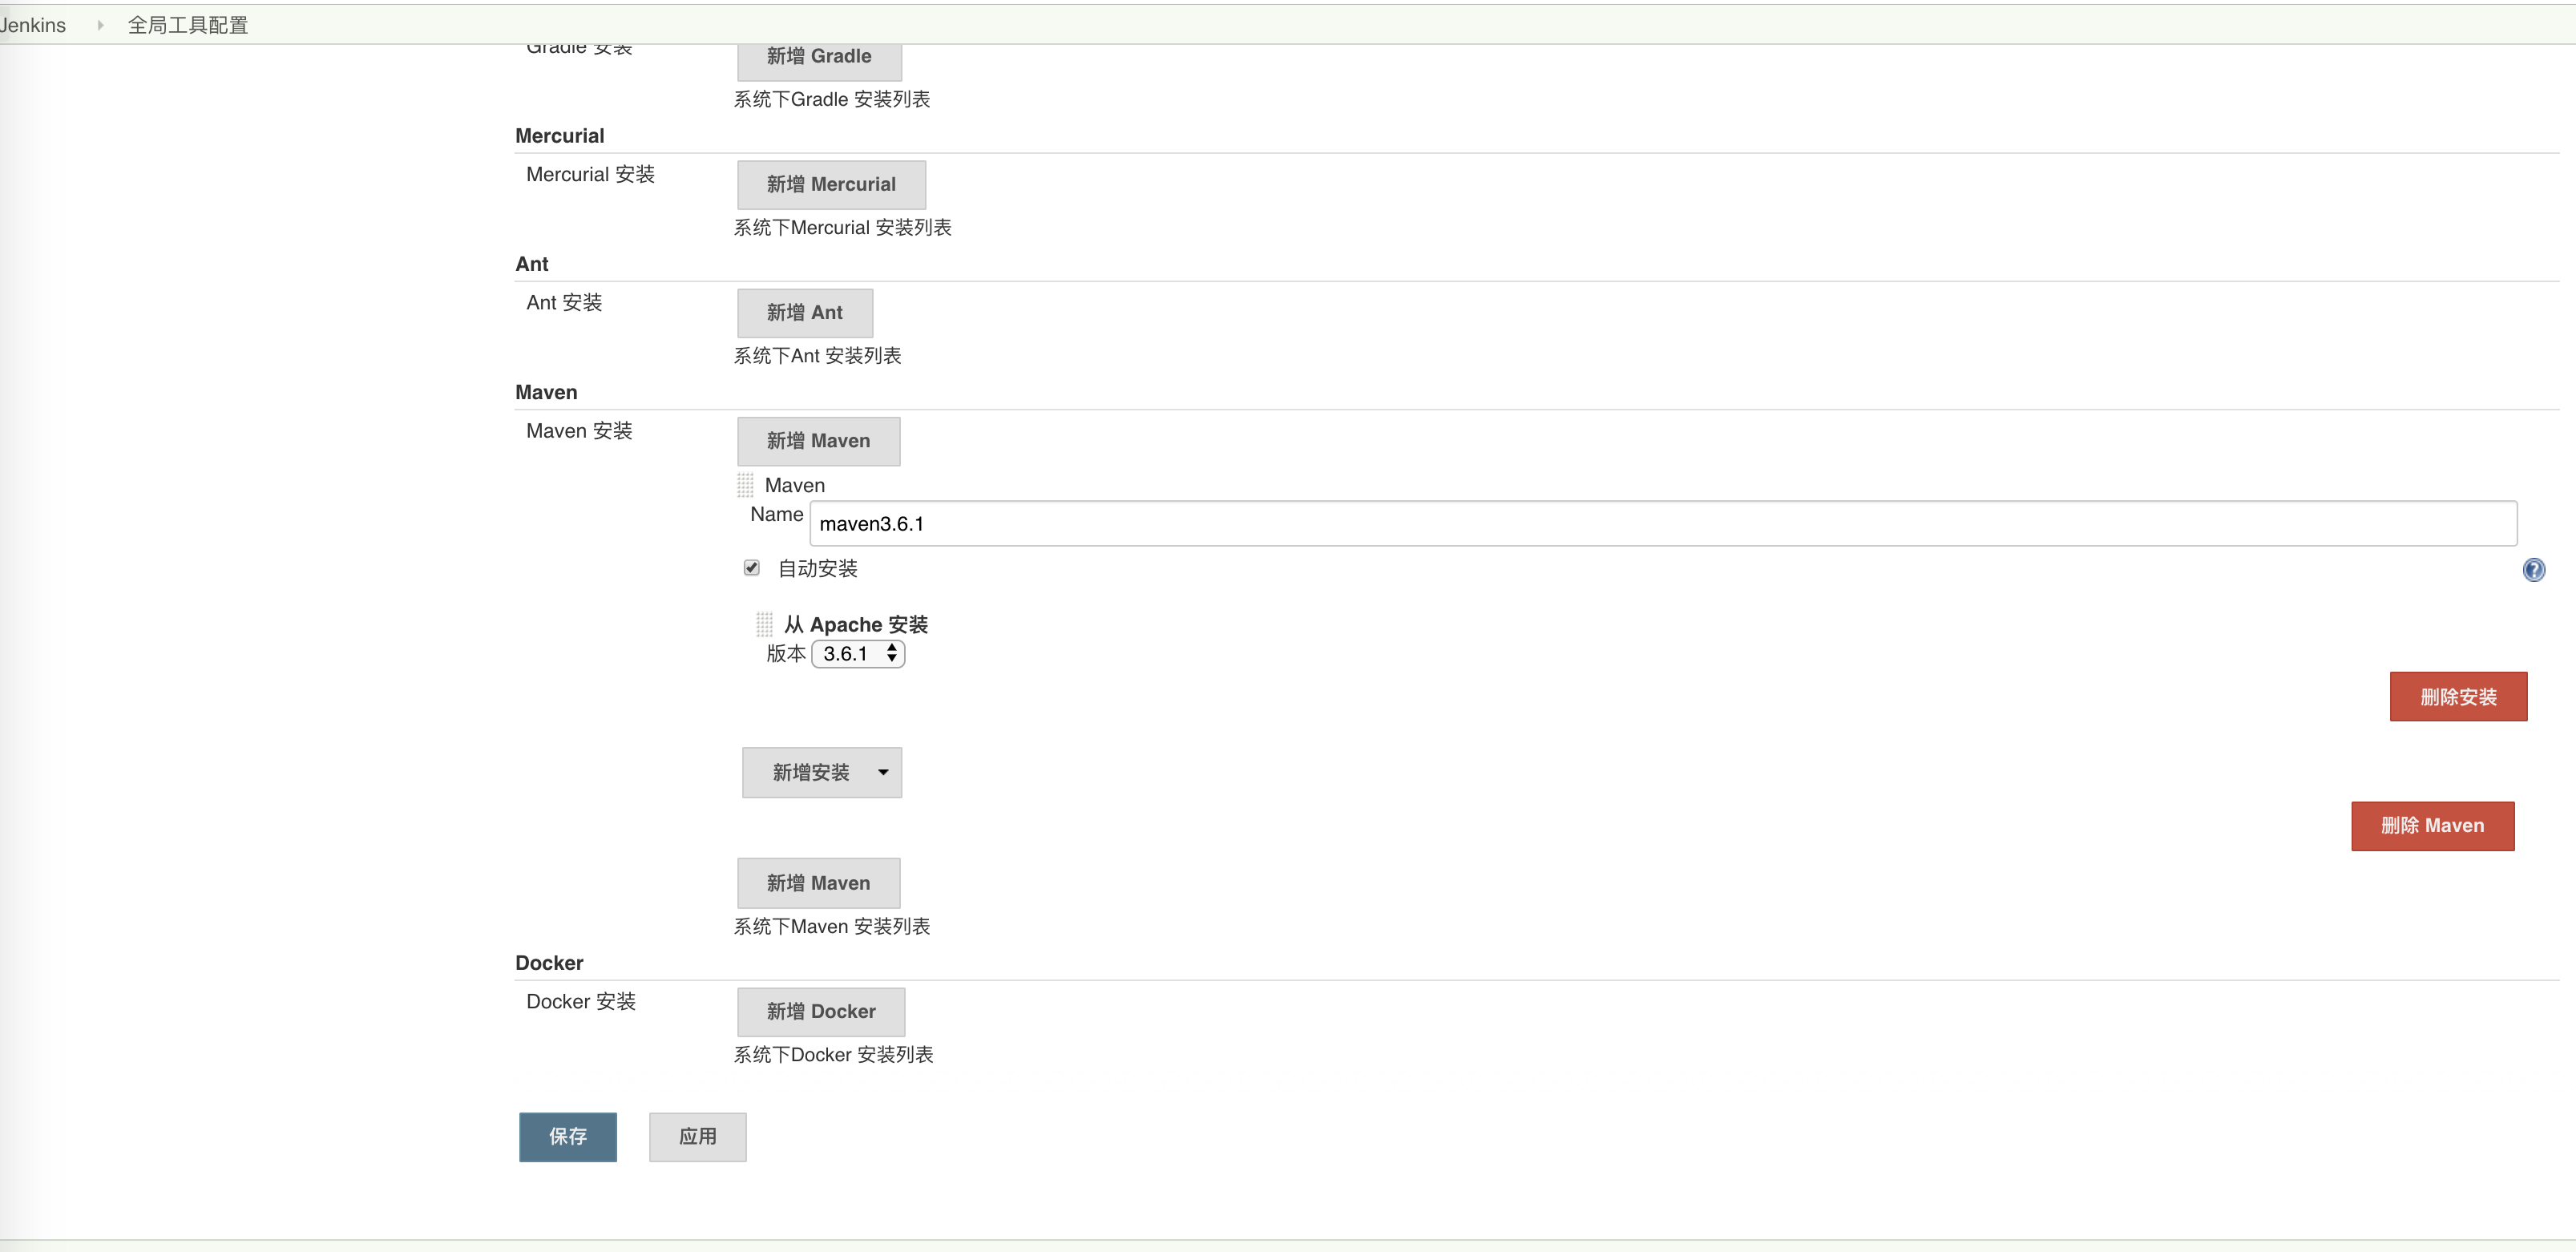 Jenkins 全局工具配置
Gradle 安装 新增 Gradle
系统下Gradle 安装列表
Mercurial
Mercurial 安装 新增 Mercurial
系统下Mercurial 安装列表
Ant
Ant 安装 新增 Ant
系统下Ant 安装列表
Maven
Maven 安装 新增 Maven
Maven
Name maven3.6.1
自动安装
从 Apache 安装
版本 3.6.1
删除安装
新增安装
删除 Maven
新增 Maven
系统下Maven 安装列表
Docker
Docker 安装 新增 Docker
系统下Docker 安装列表
保存 应用